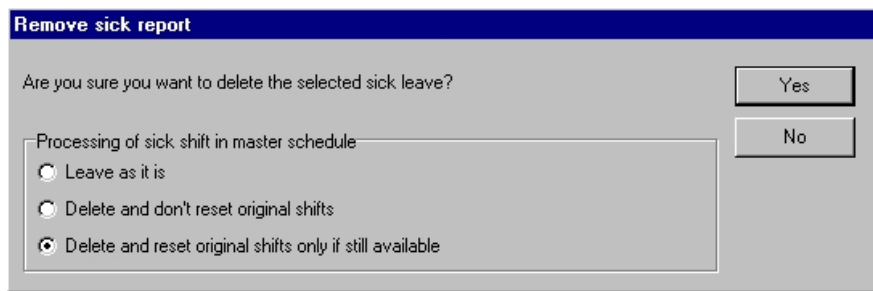 Remove sick report
Are you sure you want to delete the selected sick leave?
Yes
No
Processing of sick shift in master schedule
Leave as it is
Delete and don't reset original shifts
Delete and reset original shifts only if still available